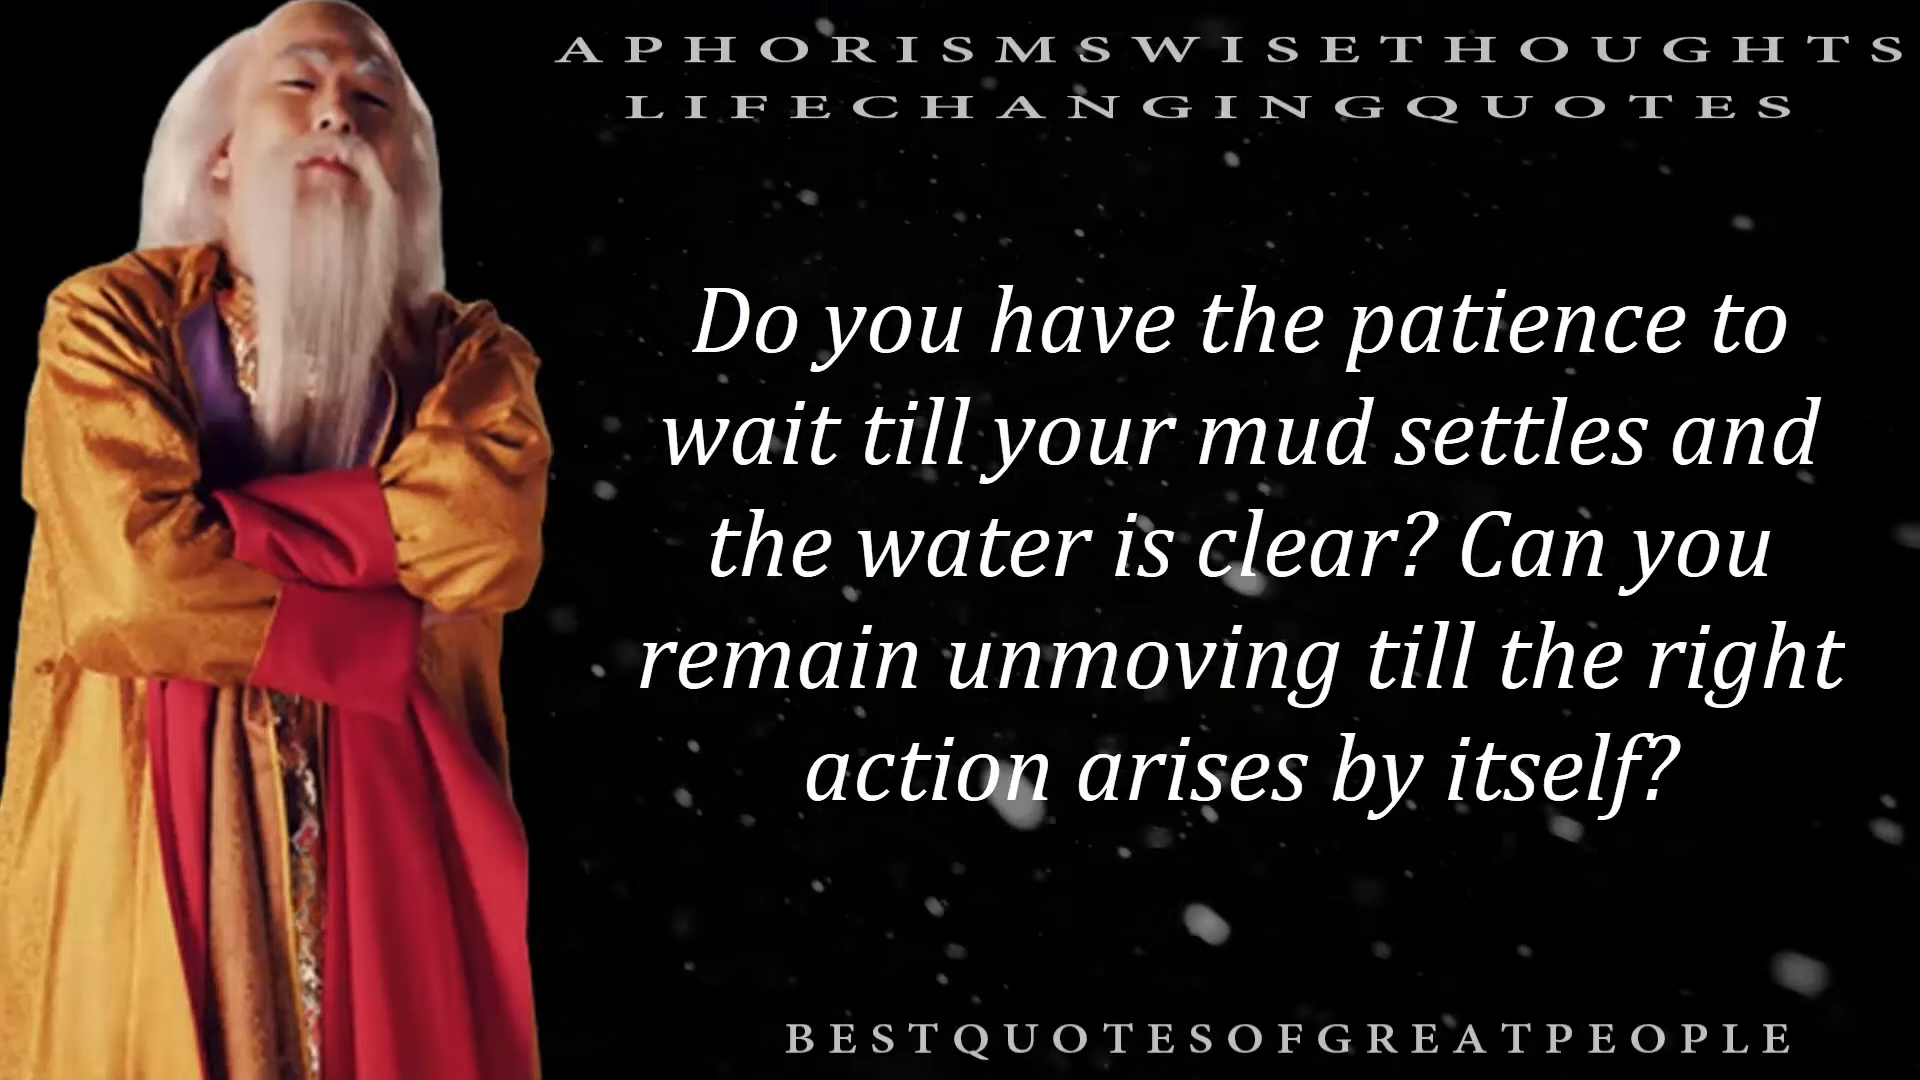 APHORISMSWISETHOUGHTS
LIFECHANGINGQUOTES
Do you have the patience to
wait till your mud settles and
the water is clear? Can you
remain unmoving till the right
action arises by itself?
BESTQUOTESOFGREATPEOPLE